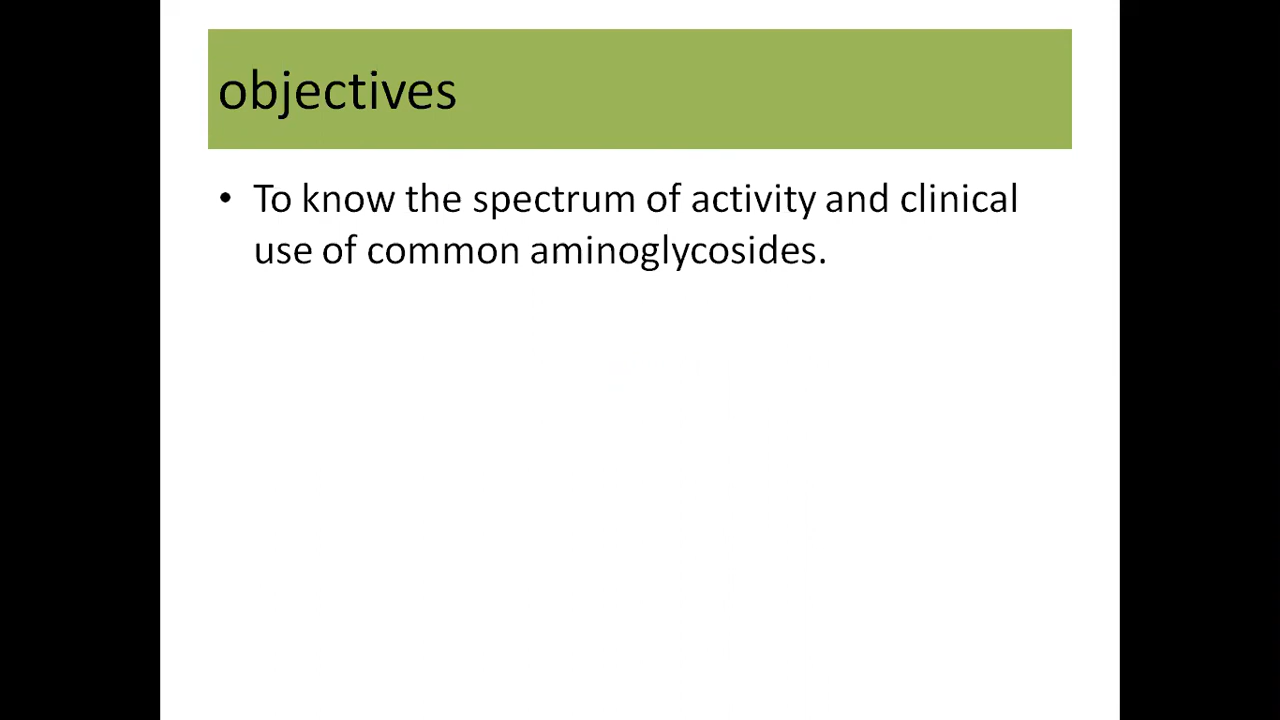 objectives
• To know the spectrum of activity and clinical
use of common aminoglycosides.